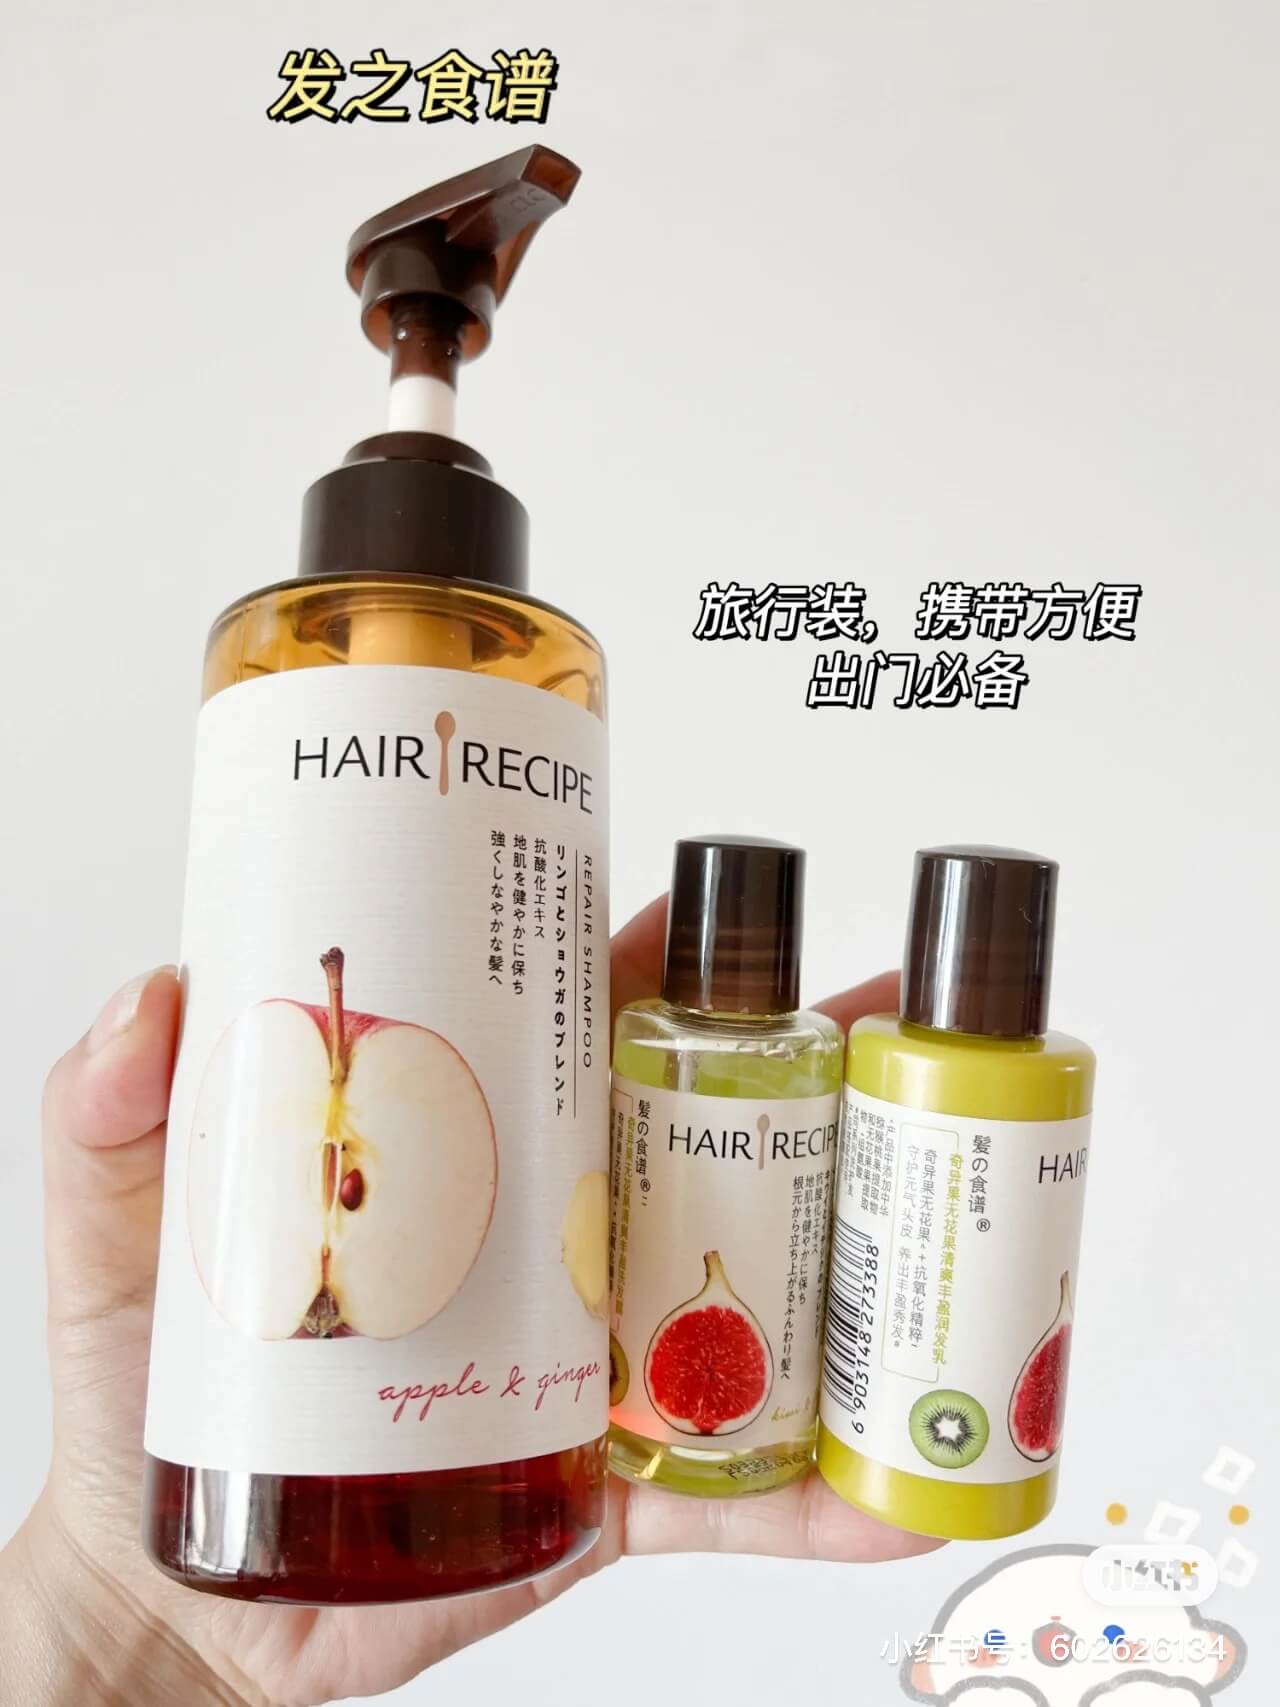 发之食谱
旅行装，携带方便
出门必备
HAIR RECIPE
REPAIR SHAMPOO
リンゴとショウガのブレンド
抗酸化エキス
地肌を健やかに保ち
強くしなやかな髪へ
apple & ginger
髪の食谱®
HAIR RECIPE
抗酸化エキス
地肌を健やかに保ち
根元から立ち上がるふんわり髪へ
kiwi &
HAIR
髪の食谱®
奇异果无花果清爽丰盈润发乳
奇异果无花果^+抗氧化精粹~
守护元气头皮 养出丰盈秀发#
6 903148 273388
小红书
小红书号：602626134